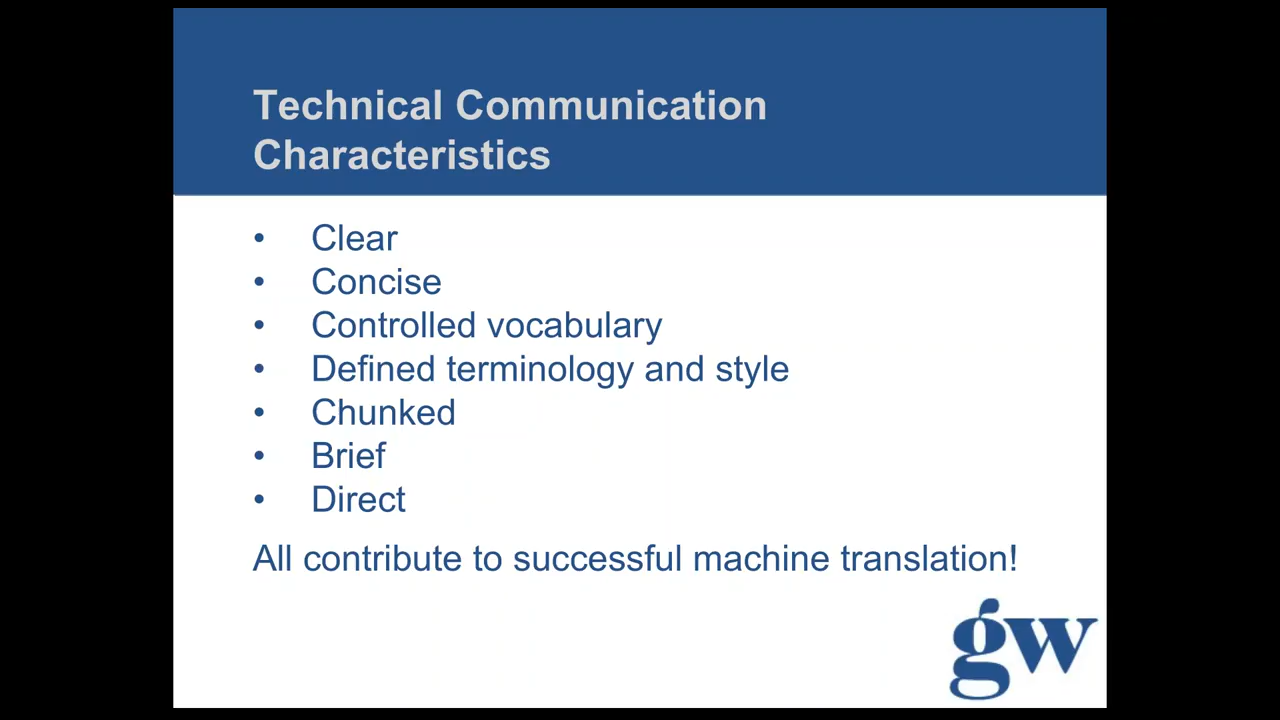 Technical Communication
Characteristics
• Clear
• Concise
• Controlled vocabulary
• Defined terminology and style
• Chunked
• Brief
• Direct
All contribute to successful machine translation!
gw